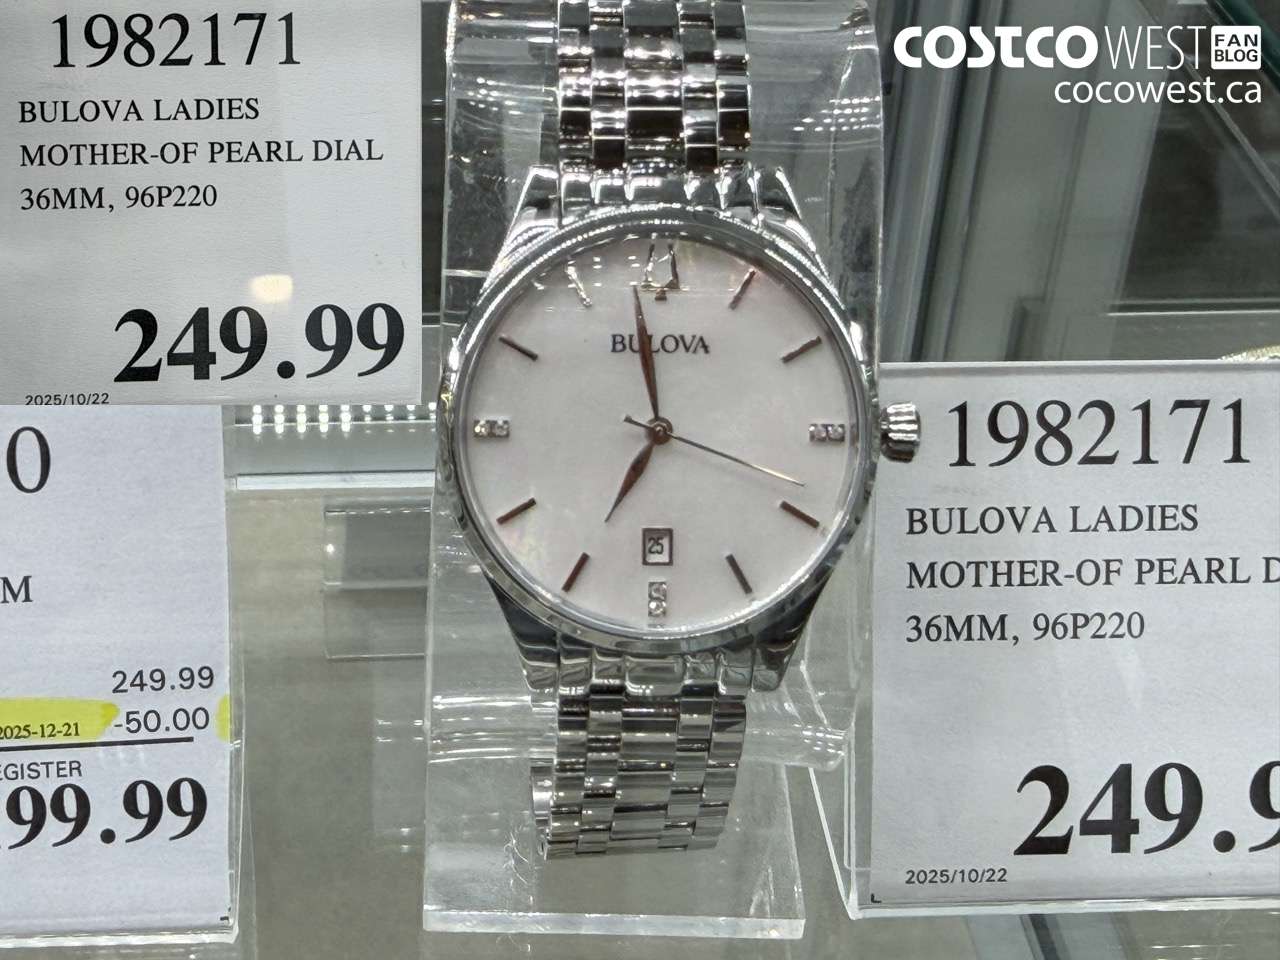 1982171
BULOVA LADIES
MOTHER-OF PEARL DIAL
36MM, 96P220
249.99
2025/10/22
COSTCO WEST FAN BLOG
cocowest.ca
BULOVA
25
0
M
249.99
2025-12-21 -50.00
EGISTER
99.99
1982171
BULOVA LADIES
MOTHER-OF PEARL D
36MM, 96P220
249.9
2025/10/22